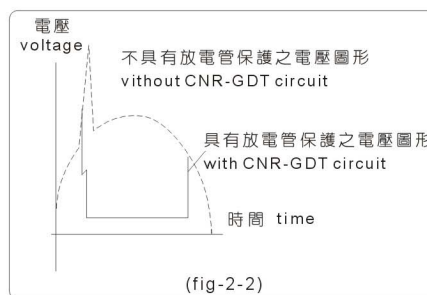 電壓
voltage
不具有放電管保護之電壓圖形
vithout CNR-GDT circuit
具有放電管保護之電壓圖形
with CNR-GDT circuit
時間 time
(fig-2-2)